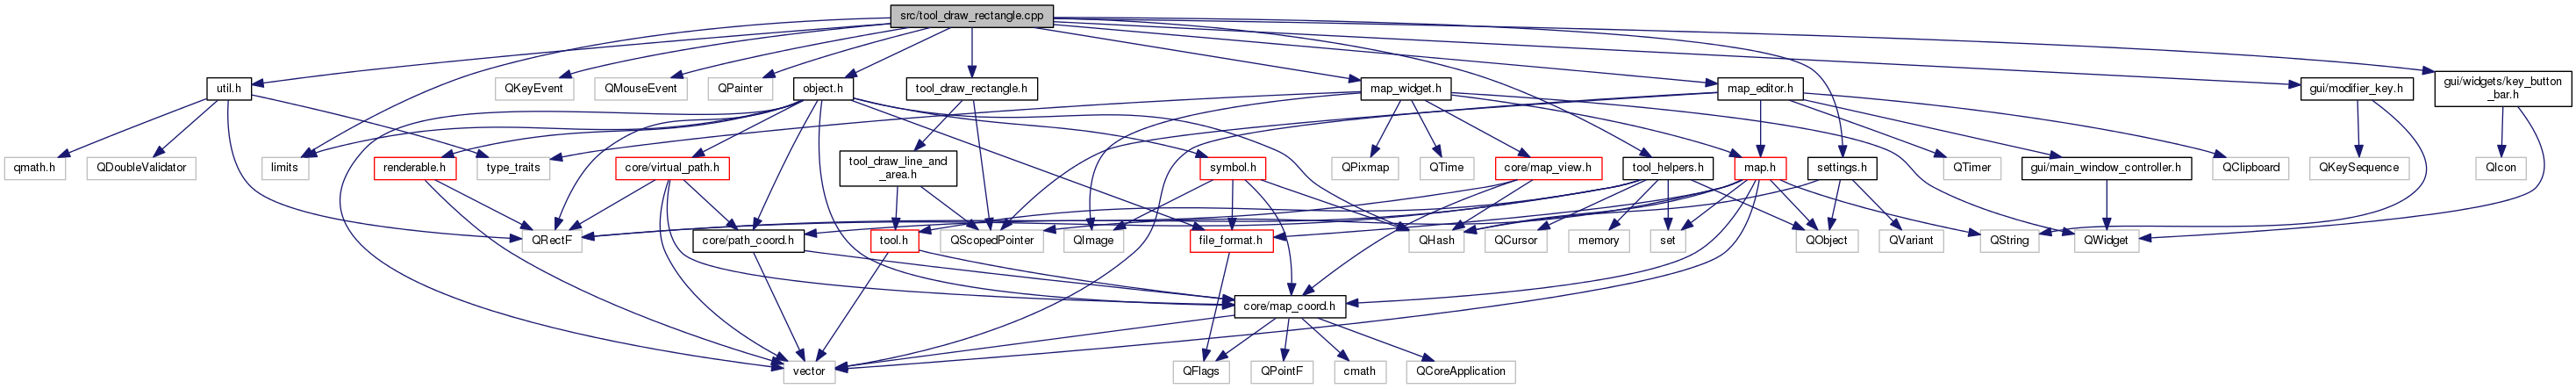 src/tool_draw_rectangle.cpp
util.h
QKeyEvent
QMouseEvent
QPainter
object.h
tool_draw_rectangle.h
map_widget.h
map_editor.h
gui/modifier_key.h
gui/widgets/key_button
_bar.h
qmath.h
QDoubleValidator
limits
renderable.h
type_traits
core/virtual_path.h
tool_draw_line_and
_area.h
symbol.h
QPixmap
QTime
core/map_view.h
tool_helpers.h
map.h
settings.h
QTimer
gui/main_window_controller.h
QClipboard
QKeySequence
QIcon
QRectF
core/path_coord.h
tool.h
QScopedPointer
QImage
file_format.h
QHash
QCursor
memory
set
QObject
QVariant
QString
QWidget
core/map_coord.h
vector
QFlags
QPointF
cmath
QCoreApplication